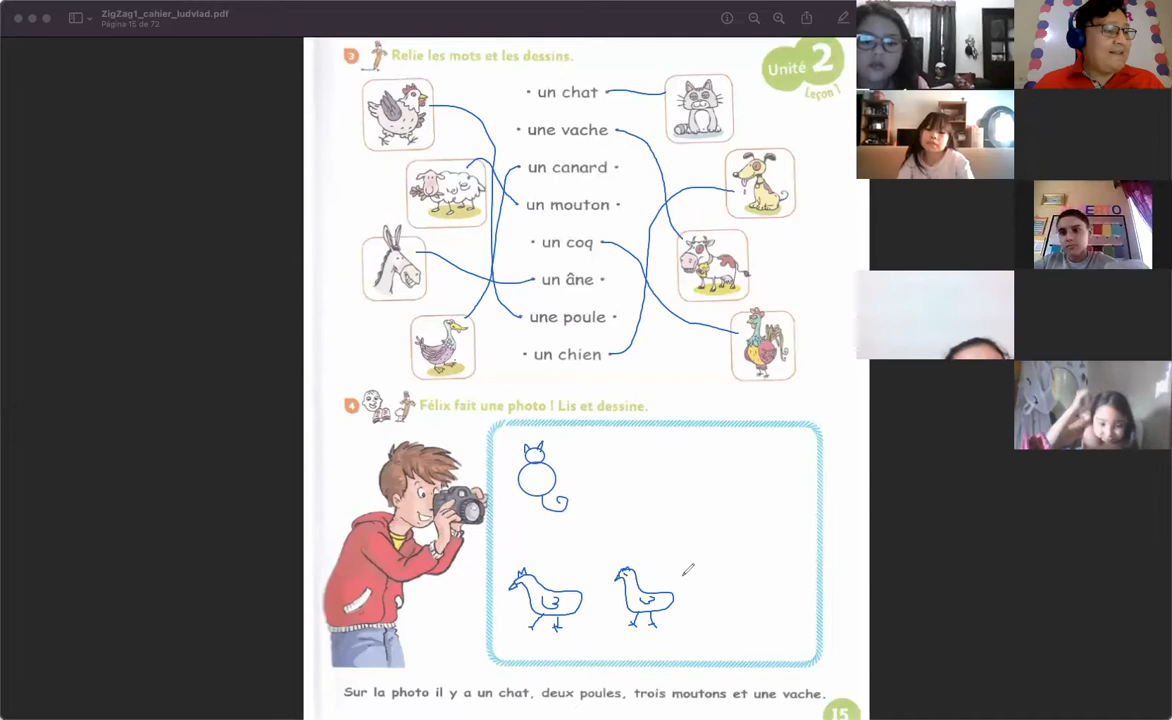 ZigZag1_cahier_ludvlad.pdf
Página 15 de 72
3 Relie les mots et les dessins.
Unité 2
Leçon 1
• un chat
• une vache
un canard •
un mouton •
• un coq
un âne •
une poule •
• un chien
4 Félix fait une photo ! Lis et dessine.
Sur la photo il y a un chat, deux poules, trois moutons et une vache.
15